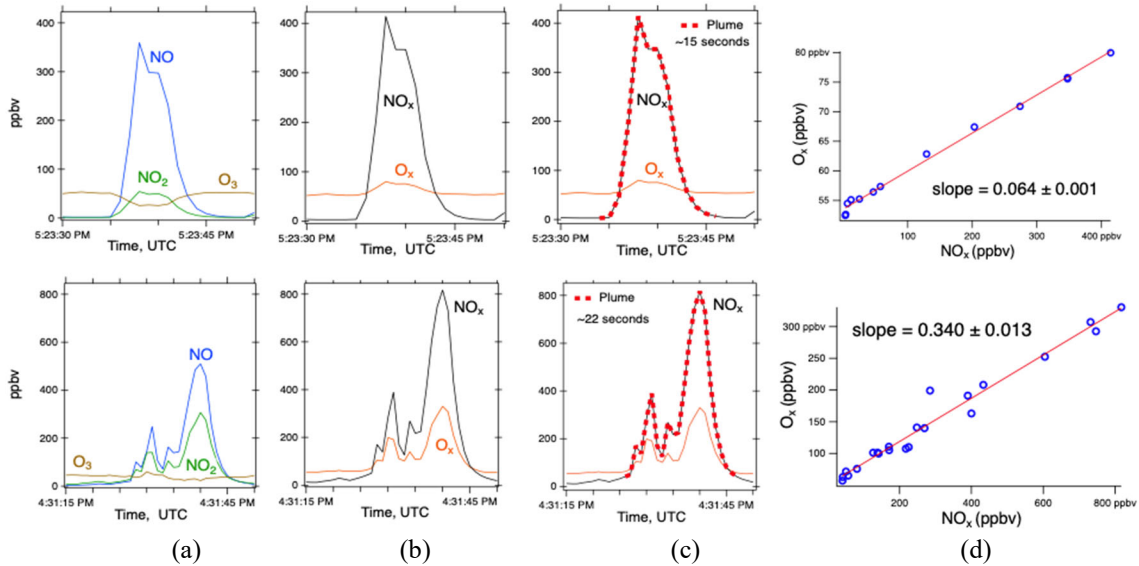 400
300
200
100
0
ppbv
NO
NO₂
O₃
5:23:30 PM
5:23:45 PM
Time, UTC
400
300
200
100
0
NOₓ
Oₓ
5:23:30 PM
5:23:45 PM
Time, UTC
400
300
200
100
0
Plume
~15 seconds
NOₓ
Oₓ
5:23:30 PM
5:23:45 PM
Time, UTC
80 ppbv
75
70
65
60
55
Oₓ (ppbv)
slope = 0.064 ± 0.001
100
200
300
400 ppbv
NOₓ (ppbv)
800
600
400
200
0
ppbv
NO
O₃
NO₂
4:31:15 PM
4:31:45 PM
Time, UTC
800
600
400
200
0
NOₓ
Oₓ
4:31:15 PM
4:31:45 PM
Time, UTC
800
600
400
200
0
Plume
~22 seconds
NOₓ
4:31:15 PM
4:31:45 PM
Time, UTC
300 ppbv
250
200
150
100
Oₓ (ppbv)
slope = 0.340 ± 0.013
200
400
600
800 ppbv
NOₓ (ppbv)
(a)
(b)
(c)
(d)